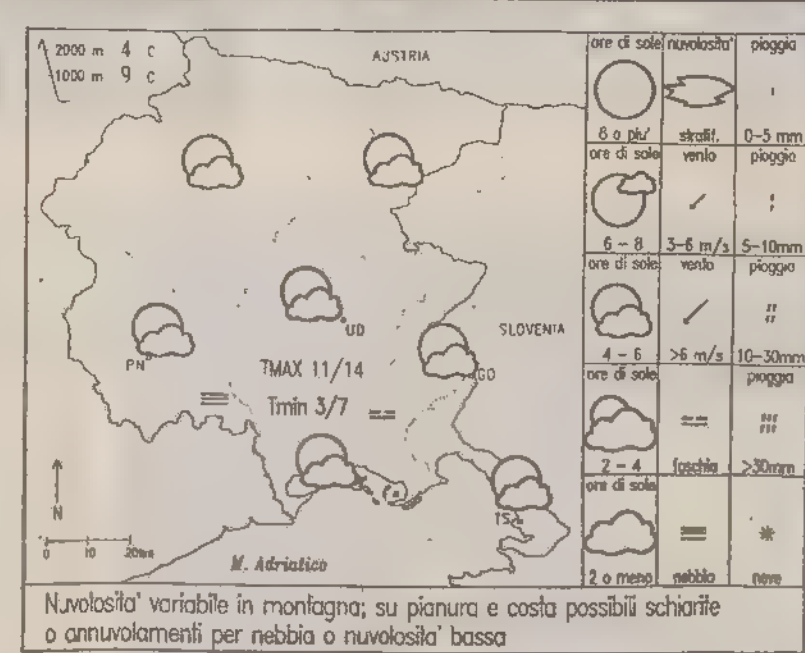 2000 m 4 c
1000 m 9 c
AUSTRIA
SLOVENIA
UD
PN
GO
TMAX 11/14
Tmin 3/7
TS
N
0 10 20km
M. Adriatico
ore di sole nuvolosita' pioggia
8 o piu' stratif. 0-5 mm
ore di sole vento pioggia
6 - 8 3-6 m/s 5-10mm
ore di sole vento pioggia
4 - 6 >6 m/s 10-30mm
ore di sole pioggia
2 - 4 foschia >30mm
ore di sole
2 o meno nebbia neve
Nuvolosita' variabile in montagna; su pianura e costa possibili schiarite
o annuvolamenti per nebbia o nuvolosita' bassa